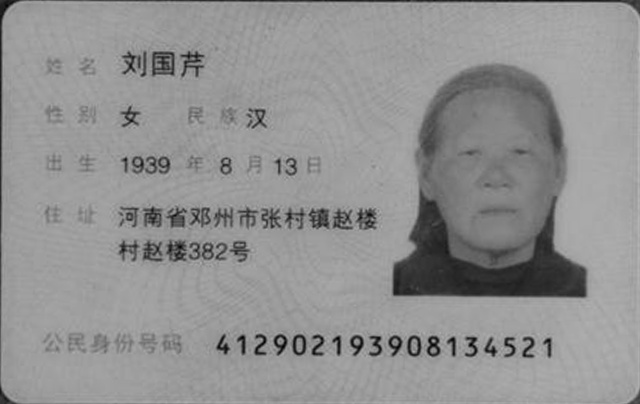 姓名 刘国芹
性别 女 民族 汉
出生 1939 年 8 月 13 日
住址 河南省邓州市张村镇赵楼
村赵楼382号
公民身份号码 412902193908134521